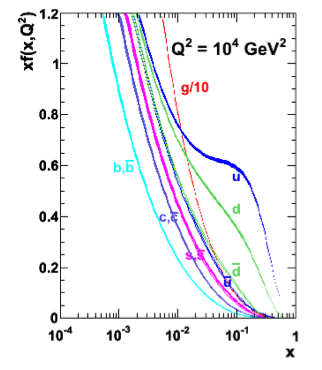 xf(x,Q²)
1.2
1
0.8
0.6
0.4
0.2
0
Q² = 10⁴ GeV²
g/10
b,b̅
u
d
c,c̅
s,s̅
d̅
u̅
10⁻⁴
10⁻³
10⁻²
10⁻¹
1
x